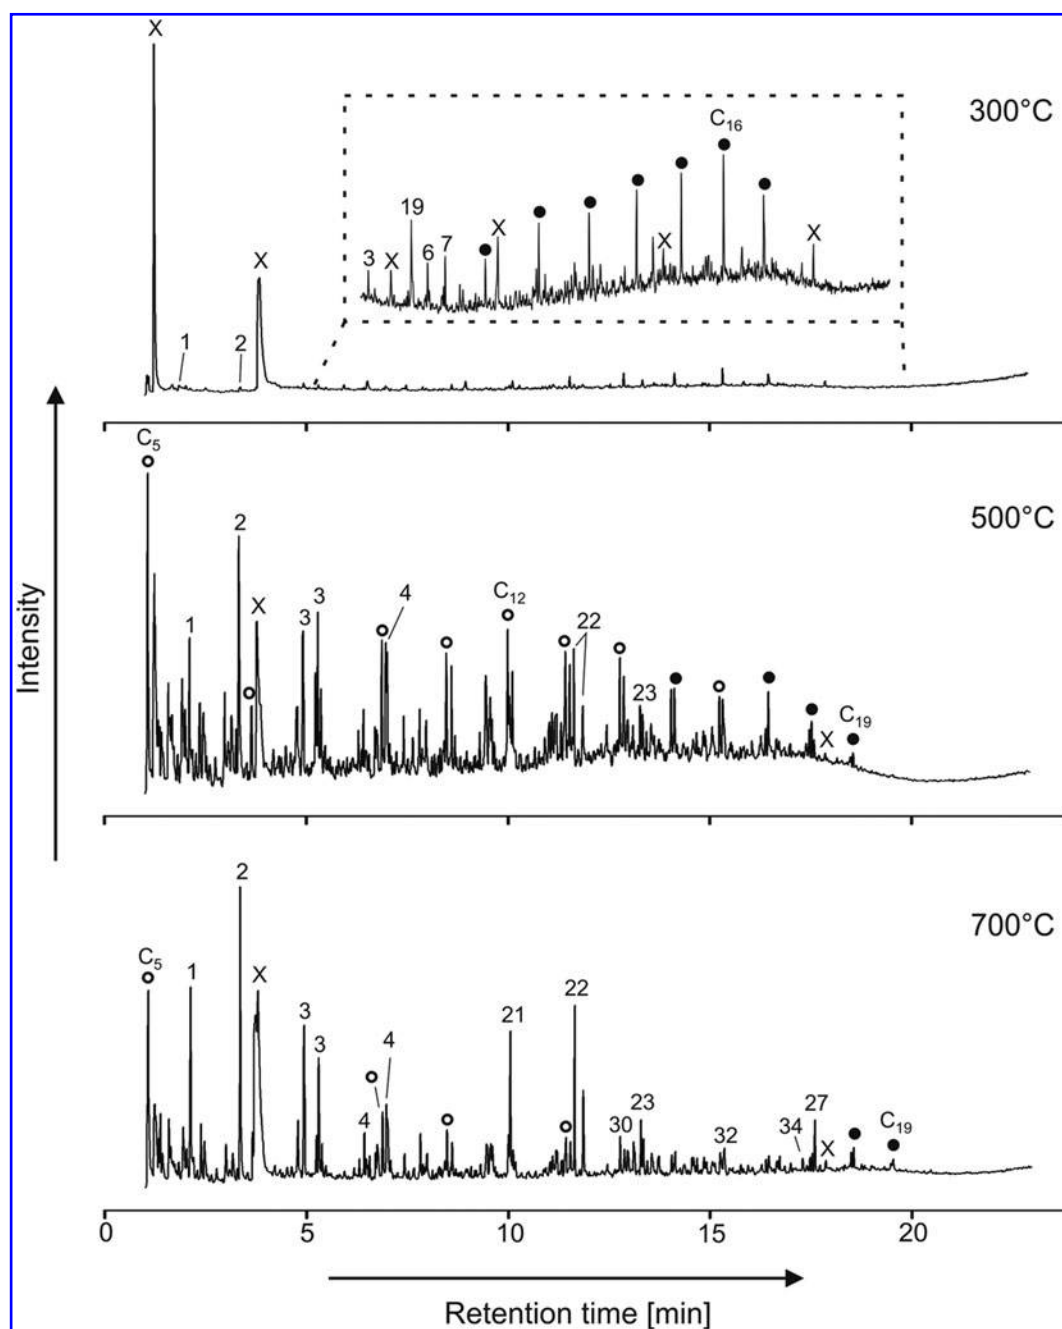 X
300°C
C16
19
3 X 6 7 X X X
X
1 2
C5
500°C
2
3
4 C12
1 X 3 22
23
C19
X
Intensity
2
700°C
C5 1 X
22
3 21
3 4
4
30 23 32 34 27 X C19
0 5 10 15 20
Retention time [min]